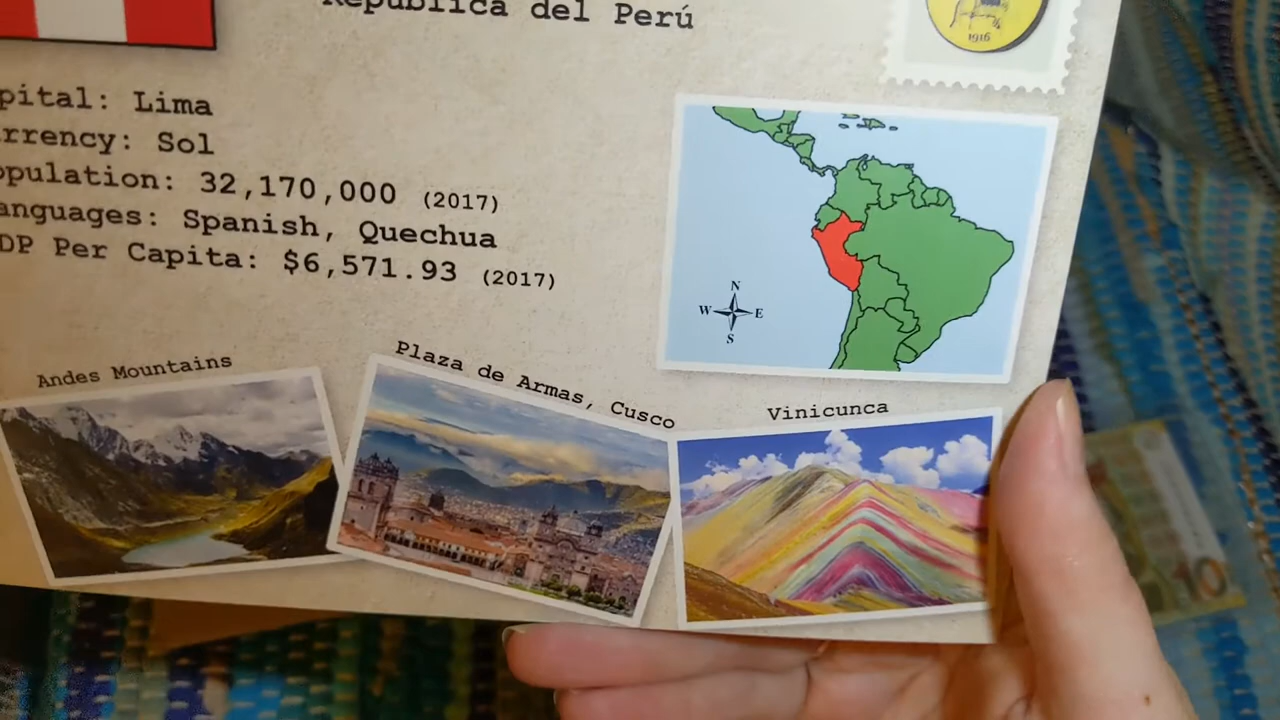 República del Perú
1916
pital: Lima
rrency: Sol
opulation: 32,170,000 (2017)
anguages: Spanish, Quechua
DP Per Capita: $6,571.93 (2017)
N
W E
S
Andes Mountains
Plaza de Armas, Cusco
Vinicunca
10